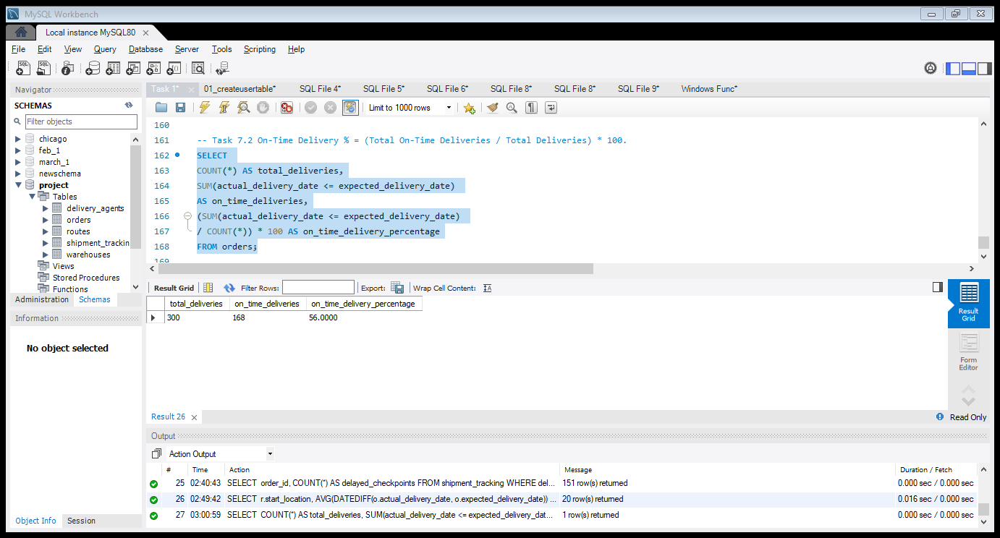 MySQL Workbench
Local instance MySQL80
File Edit View Query Database Server Tools Scripting Help
Navigator
SCHEMAS
Filter objects
chicago
feb_1
march_1
newschema
project
Tables
delivery_agents
orders
routes
shipment_trackin
warehouses
Views
Stored Procedures
Functions
Administration Schemas
Information
No object selected
Object Info Session
Task 1* 01_createusertable* SQL File 4* SQL File 5* SQL File 6* SQL File 8* SQL File 8* SQL File 9* Windows Func*
Limit to 1000 rows
160
161 -- Task 7.2 On-Time Delivery % = (Total On-Time Deliveries / Total Deliveries) * 100.
162 SELECT
163 COUNT(*) AS total_deliveries,
164 SUM(actual_delivery_date <= expected_delivery_date)
165 AS on_time_deliveries,
166 (SUM(actual_delivery_date <= expected_delivery_date)
167 / COUNT(*)) * 100 AS on_time_delivery_percentage
168 FROM orders;
169
Result Grid Filter Rows: Export: Wrap Cell Content:
total_deliveries on_time_deliveries on_time_delivery_percentage
300 168 56.0000
Result
Grid
Form
Editor
Result 26
Read Only
Output
Action Output
# Time Action Message Duration / Fetch
25 02:40:43 SELECT order_id, COUNT(*) AS delayed_checkpoints FROM shipment_tracking WHERE del... 151 row(s) returned 0.000 sec / 0.000 sec
26 02:49:42 SELECT r.start_location, AVG(DATEDIFF(o.actual_delivery_date, o.expected_delivery_date)) ... 20 row(s) returned 0.016 sec / 0.000 sec
27 03:00:59 SELECT COUNT(*) AS total_deliveries, SUM(actual_delivery_date <= expected_delivery_dat... 1 row(s) returned 0.000 sec / 0.000 sec